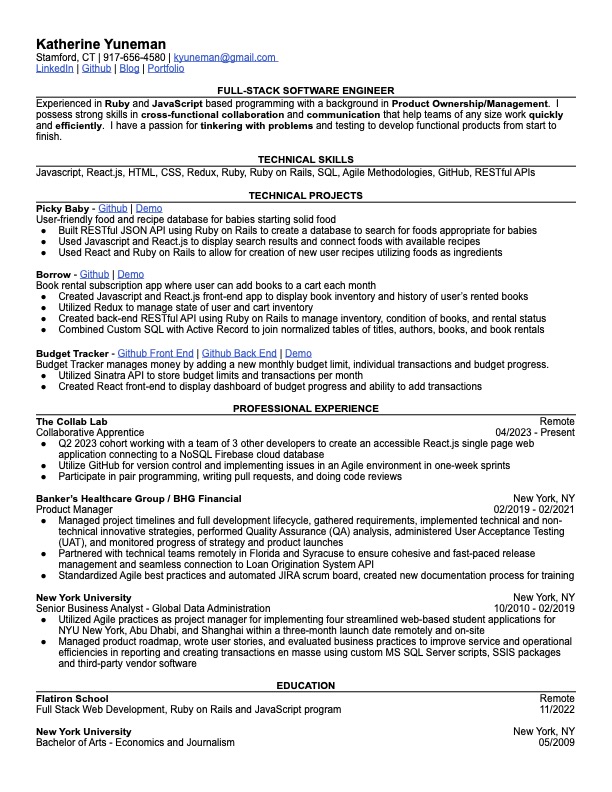 Katherine Yuneman
Stamford, CT | 917-656-4580 | kyuneman@gmail.com
LinkedIn | Github | Blog | Portfolio
FULL-STACK SOFTWARE ENGINEER
Experienced in Ruby and JavaScript based programming with a background in Product Ownership/Management. I
possess strong skills in cross-functional collaboration and communication that help teams of any size work quickly
and efficiently. I have a passion for tinkering with problems and testing to develop functional products from start to
finish.
TECHNICAL SKILLS
Javascript, React.js, HTML, CSS, Redux, Ruby, Ruby on Rails, SQL, Agile Methodologies, GitHub, RESTful APIs
TECHNICAL PROJECTS
Picky Baby - Github | Demo
User-friendly food and recipe database for babies starting solid food
● Built RESTful JSON API using Ruby on Rails to create a database to search for foods appropriate for babies
● Used Javascript and React.js to display search results and connect foods with available recipes
● Used React and Ruby on Rails to allow for creation of new user recipes utilizing foods as ingredients
Borrow - Github | Demo
Book rental subscription app where user can add books to a cart each month
● Created Javascript and React.js front-end app to display book inventory and history of user's rented books
● Utilized Redux to manage state of user and cart inventory
● Created back-end RESTful API using Ruby on Rails to manage inventory, condition of books, and rental status
● Combined Custom SQL with Active Record to join normalized tables of titles, authors, books, and book rentals
Budget Tracker - Github Front End | Github Back End | Demo
Budget Tracker manages money by adding a new monthly budget limit, individual transactions and budget progress.
● Utilized Sinatra API to store budget limits and transactions per month
● Created React front-end to display dashboard of budget progress and ability to add transactions
PROFESSIONAL EXPERIENCE
The Collab Lab Remote
Collaborative Apprentice 04/2023 - Present
● Q2 2023 cohort working with a team of 3 other developers to create an accessible React.js single page web
application connecting to a NoSQL Firebase cloud database
● Utilize GitHub for version control and implementing issues in an Agile environment in one-week sprints
● Participate in pair programming, writing pull requests, and doing code reviews
Banker's Healthcare Group / BHG Financial New York, NY
Product Manager 02/2019 - 02/2021
● Managed project timelines and full development lifecycle, gathered requirements, implemented technical and non-
technical innovative strategies, performed Quality Assurance (QA) analysis, administered User Acceptance Testing
(UAT), and monitored progress of strategy and product launches
● Partnered with technical teams remotely in Florida and Syracuse to ensure cohesive and fast-paced release
management and seamless connection to Loan Origination System API
● Standardized Agile best practices and automated JIRA scrum board, created new documentation process for training
New York University New York, NY
Senior Business Analyst - Global Data Administration 10/2010 - 02/2019
● Utilized Agile practices as project manager for implementing four streamlined web-based student applications for
NYU New York, Abu Dhabi, and Shanghai within a three-month launch date remotely and on-site
● Managed product roadmap, wrote user stories, and evaluated business practices to improve service and operational
efficiencies in reporting and creating transactions en masse using custom MS SQL Server scripts, SSIS packages
and third-party vendor software
EDUCATION
Flatiron School Remote
Full Stack Web Development, Ruby on Rails and JavaScript program 11/2022
New York University New York, NY
Bachelor of Arts - Economics and Journalism 05/2009